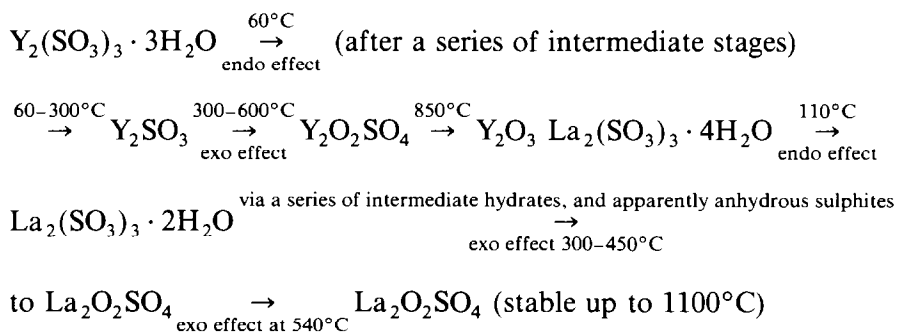 Y₂(SO₃)₃ · 3H₂O →(60°C, endo effect) (after a series of intermediate stages)
→(60–300°C) Y₂SO₃ →(300–600°C, exo effect) Y₂O₂SO₄ →(850°C) Y₂O₃ La₂(SO₃)₃ · 4H₂O →(110°C, endo effect)
La₂(SO₃)₃ · 2H₂O →(via a series of intermediate hydrates, and apparently anhydrous sulphites, exo effect 300–450°C)
to La₂O₂SO₄ →(exo effect at 540°C) La₂O₂SO₄ (stable up to 1100°C)